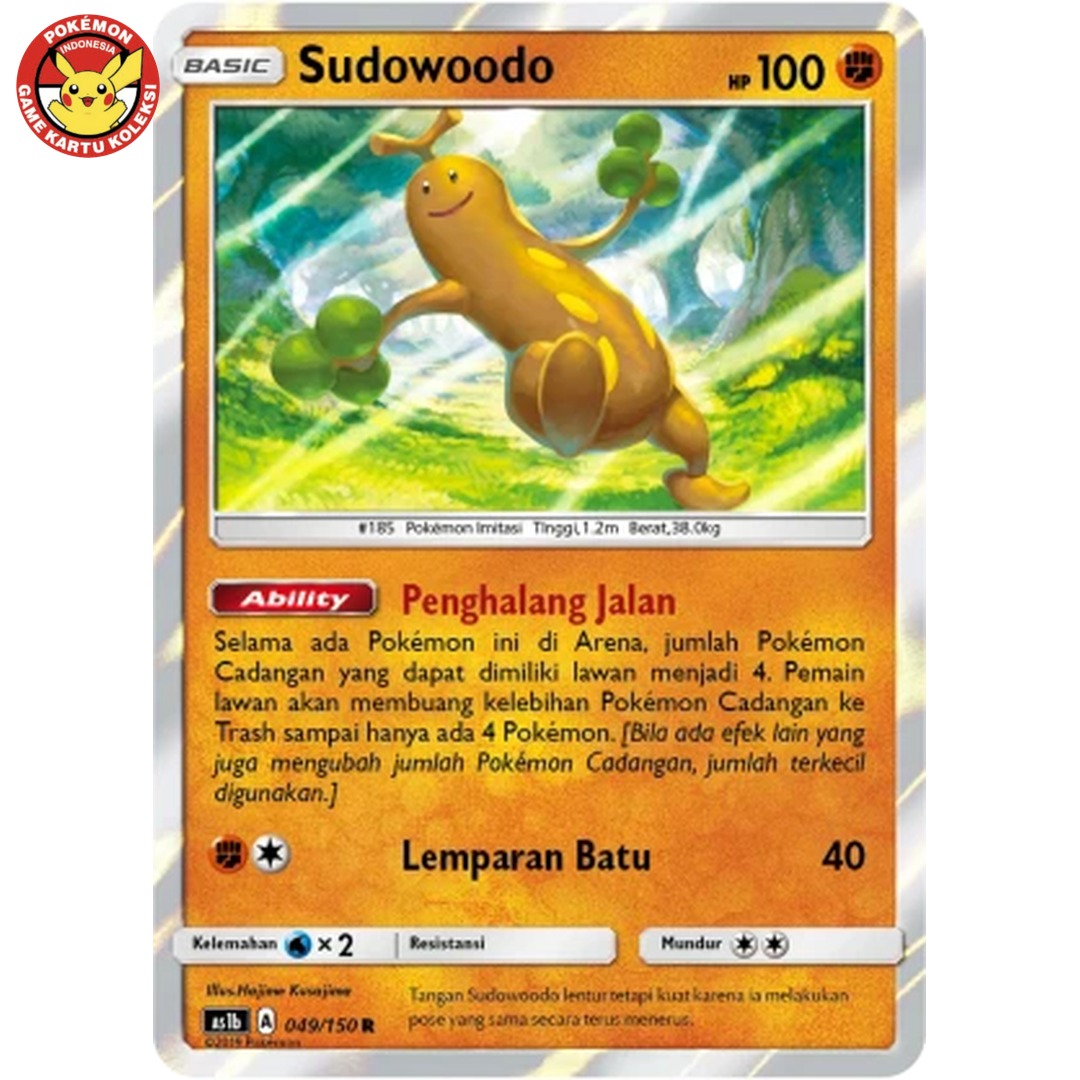 POKÉMON
INDONESIA
GAME KARTU KOLEKSI
BASIC Sudowoodo HP 100
#185 Pokémon Imitasi Tinggi,1.2m Berat,38.0kg
Ability Penghalang Jalan
Selama ada Pokémon ini di Arena, jumlah Pokémon
Cadangan yang dapat dimiliki lawan menjadi 4. Pemain
lawan akan membuang kelebihan Pokémon Cadangan ke
Trash sampai hanya ada 4 Pokémon. [Bila ada efek lain yang
juga mengubah jumlah Pokémon Cadangan, jumlah terkecil
digunakan.]
Lemparan Batu 40
Kelemahan ×2 Resistansi Mundur
Illus.Hajime Kusajima
Tangan Sudowoodo lentur tetapi kuat karena ia melakukan
pose yang sama secara terus menerus.
as1b A 049/150 R
©2019 Pokémon